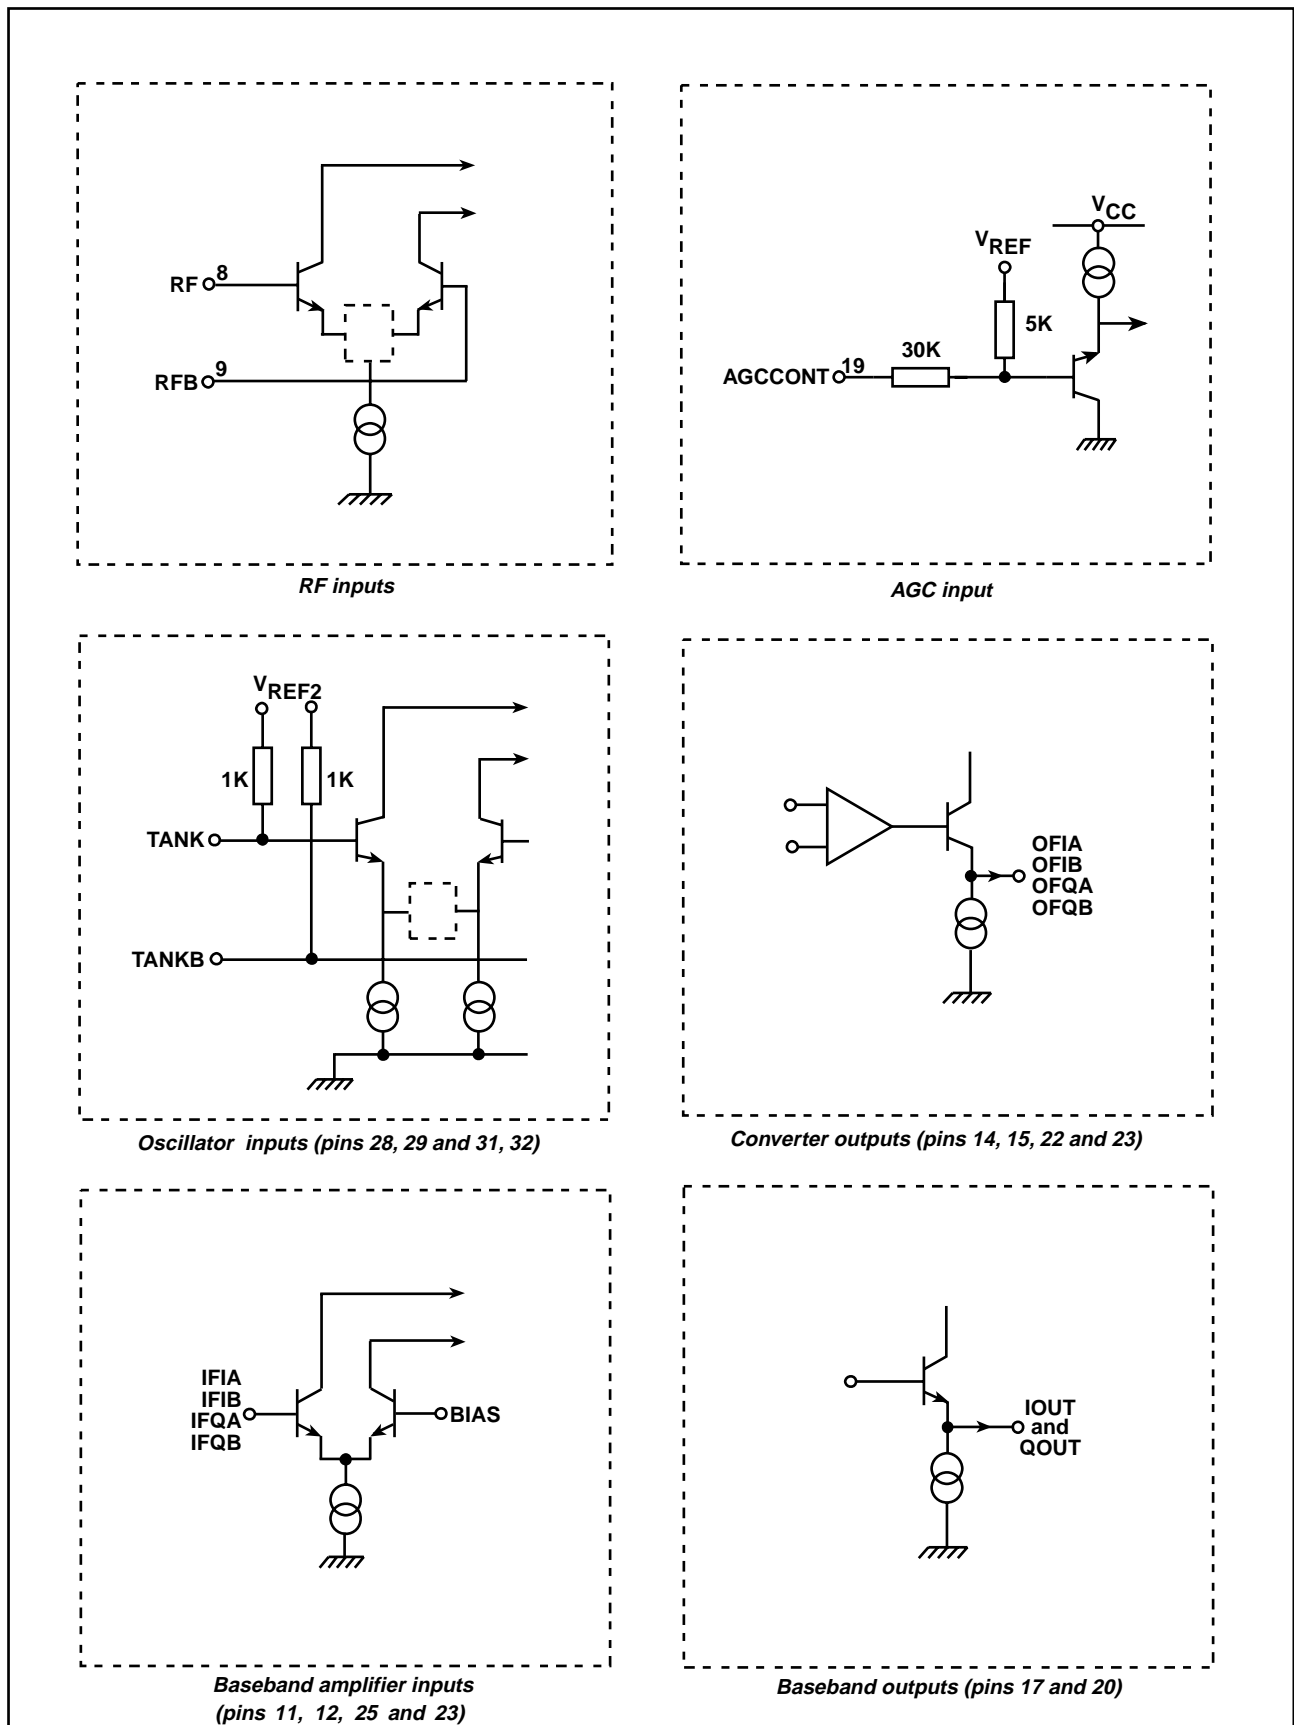 RF
8
RFB
9
RF inputs
VCC
VREF
5K
30K
AGCCONT
19
AGC input
VREF2
1K
1K
TANK
TANKB
Oscillator inputs (pins 28, 29 and 31, 32)
OFIA
OFIB
OFQA
OFQB
Converter outputs (pins 14, 15, 22 and 23)
IFIA
IFIB
IFQA
IFQB
BIAS
Baseband amplifier inputs
(pins 11, 12, 25 and 23)
IOUT
and
QOUT
Baseband outputs (pins 17 and 20)